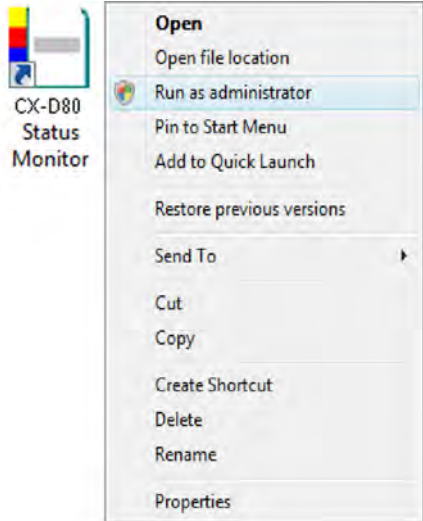 CX-D80
Status
Monitor
Open
Open file location
Run as administrator
Pin to Start Menu
Add to Quick Launch
Restore previous versions
Send To
Cut
Copy
Create Shortcut
Delete
Rename
Properties